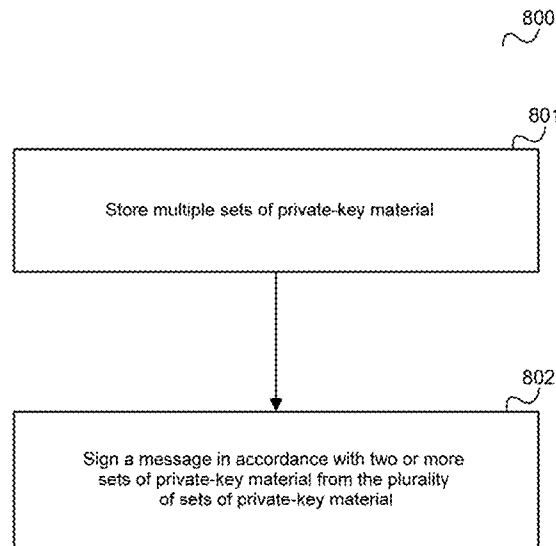 800
801
Store multiple sets of private-key material
802
Sign a message in accordance with two or more
sets of private-key material from the plurality
of sets of private-key material